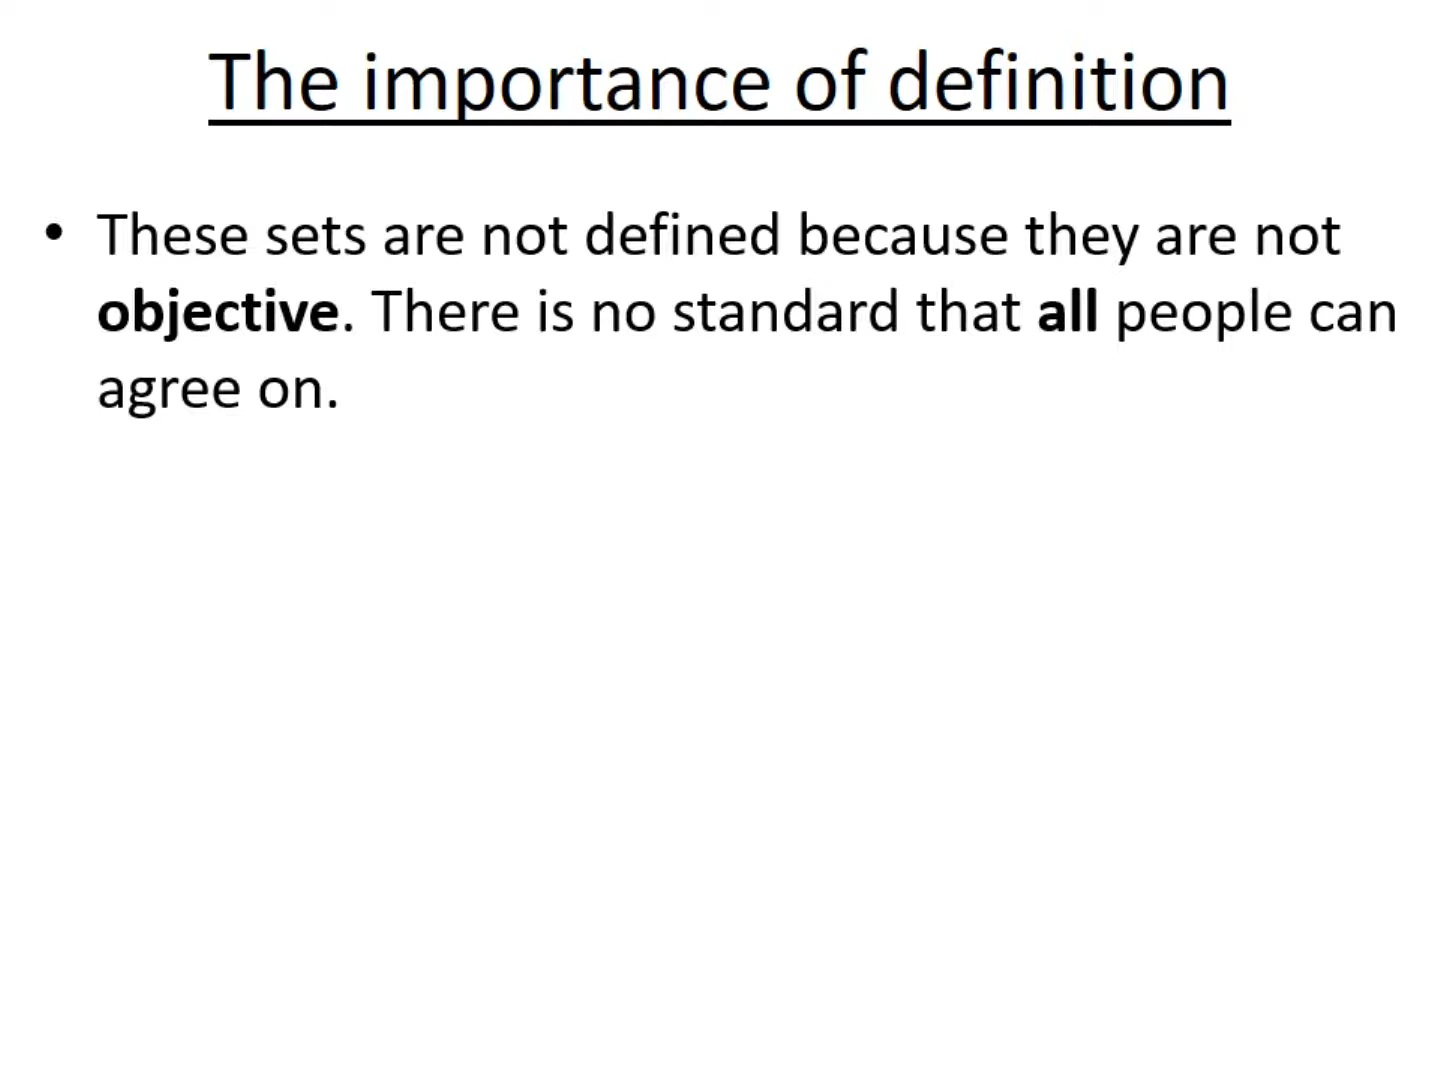 The importance of definition
• These sets are not defined because they are not
objective. There is no standard that all people can
agree on.